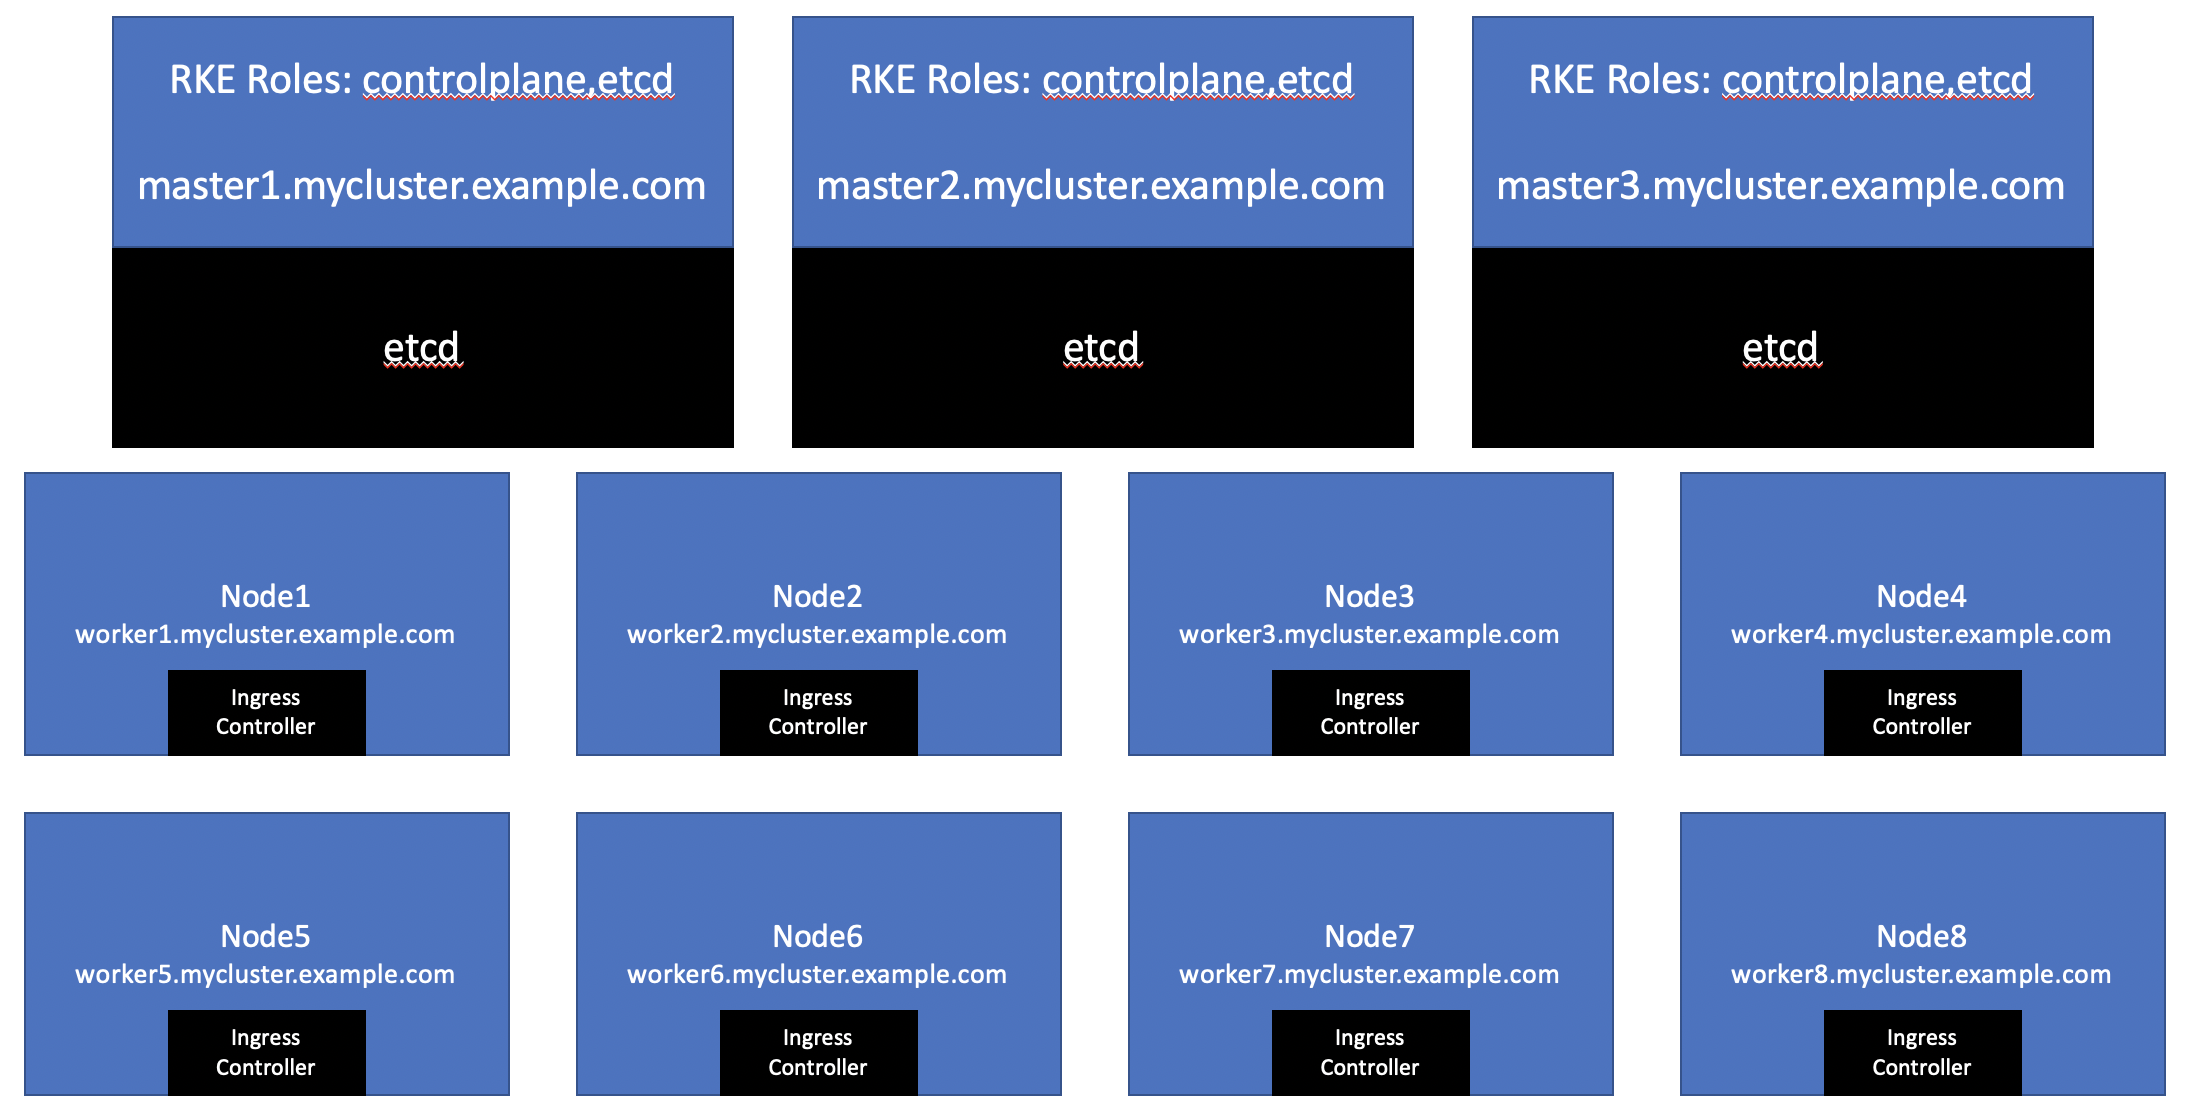 RKE Roles: controlplane,etcd
master1.mycluster.example.com
etcd
RKE Roles: controlplane,etcd
master2.mycluster.example.com
etcd
RKE Roles: controlplane,etcd
master3.mycluster.example.com
etcd
Node1
worker1.mycluster.example.com
Ingress
Controller
Node2
worker2.mycluster.example.com
Ingress
Controller
Node3
worker3.mycluster.example.com
Ingress
Controller
Node4
worker4.mycluster.example.com
Ingress
Controller
Node5
worker5.mycluster.example.com
Ingress
Controller
Node6
worker6.mycluster.example.com
Ingress
Controller
Node7
worker7.mycluster.example.com
Ingress
Controller
Node8
worker8.mycluster.example.com
Ingress
Controller